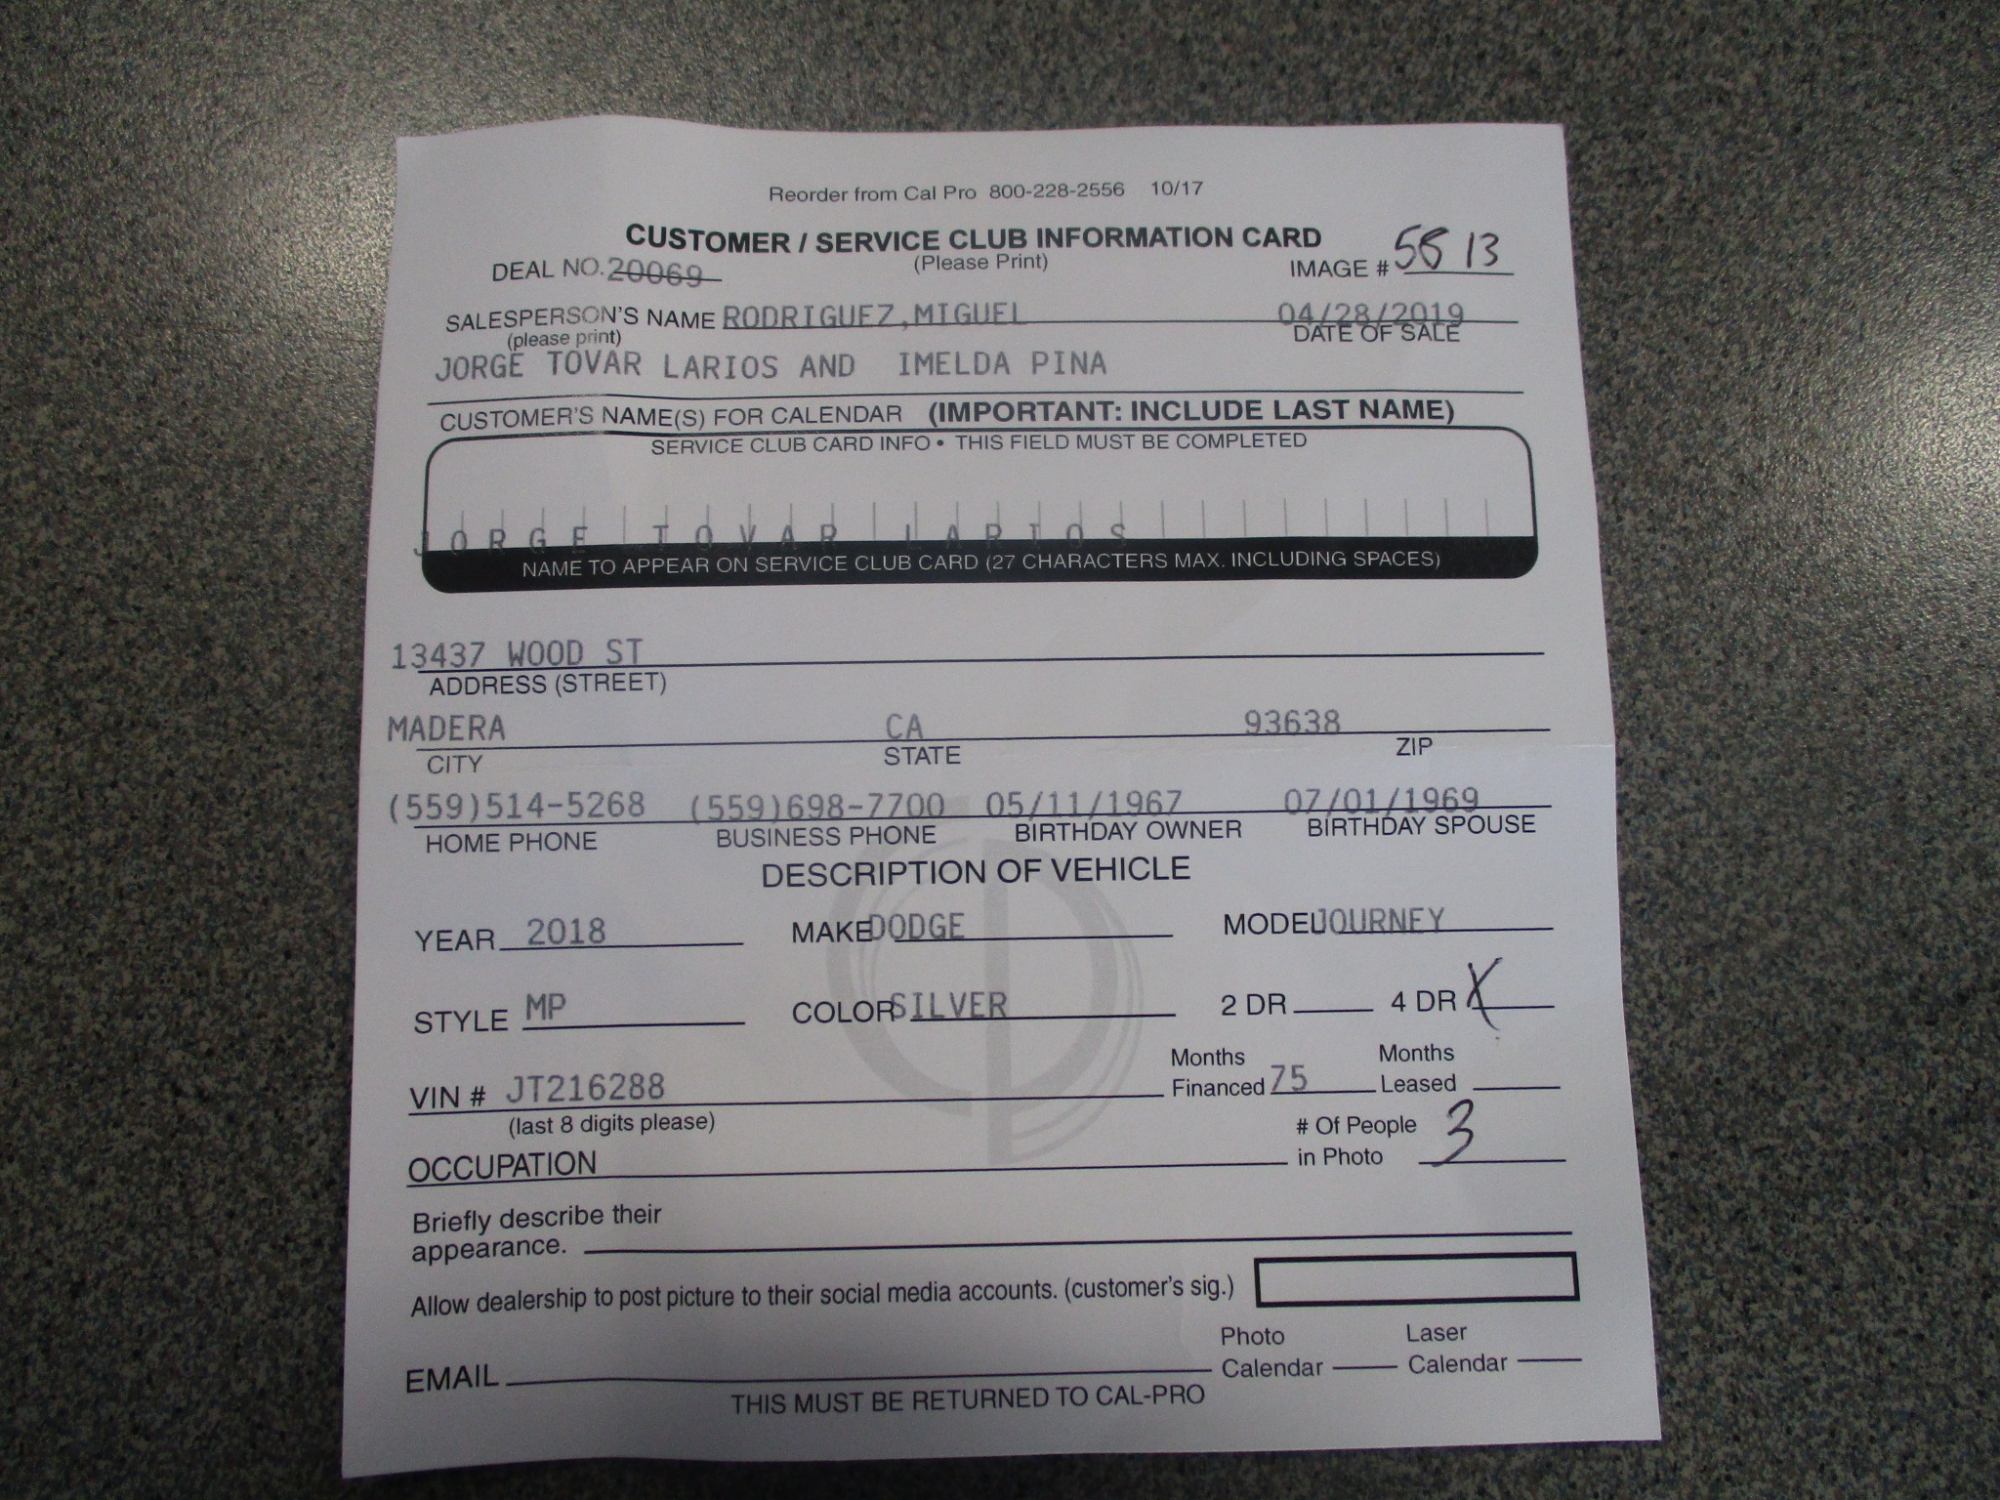 Reorder from Cal Pro 800-228-2556 10/17
CUSTOMER / SERVICE CLUB INFORMATION CARD
DEAL NO. 20069 (Please Print) IMAGE # 5513
SALESPERSON'S NAME RODRIGUEZ,MIGUEL 04/28/2019
(please print) DATE OF SALE
JORGE TOVAR LARIOS AND IMELDA PINA
CUSTOMER'S NAME(S) FOR CALENDAR (IMPORTANT: INCLUDE LAST NAME)
SERVICE CLUB CARD INFO • THIS FIELD MUST BE COMPLETED
JORGE TOVAR LARIOS
NAME TO APPEAR ON SERVICE CLUB CARD (27 CHARACTERS MAX. INCLUDING SPACES)
13437 WOOD ST
ADDRESS (STREET)
MADERA CA 93638
CITY STATE ZIP
(559)514-5268 (559)698-7700 05/11/1967 07/01/1969
HOME PHONE BUSINESS PHONE BIRTHDAY OWNER BIRTHDAY SPOUSE
DESCRIPTION OF VEHICLE
YEAR 2018 MAKE DODGE MODEL JOURNEY
STYLE MP COLOR SILVER 2 DR 4 DR X
Months Months
VIN # JT216288 Financed 75 Leased
(last 8 digits please) # Of People 3
OCCUPATION in Photo
Briefly describe their
appearance.
Allow dealership to post picture to their social media accounts. (customer's sig.)
Photo Laser
EMAIL Calendar Calendar
THIS MUST BE RETURNED TO CAL-PRO